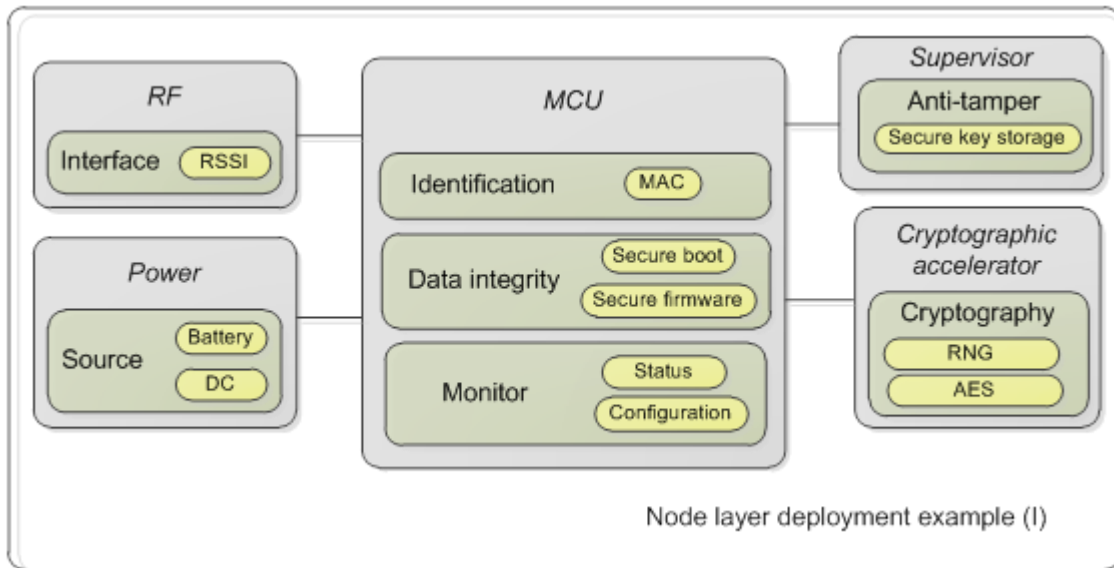 RF
Interface RSSI
Power
Source
Battery
DC
MCU
Identification MAC
Data integrity
Secure boot
Secure firmware
Monitor
Status
Configuration
Supervisor
Anti-tamper
Secure key storage
Cryptographic
accelerator
Cryptography
RNG
AES
Node layer deployment example (I)